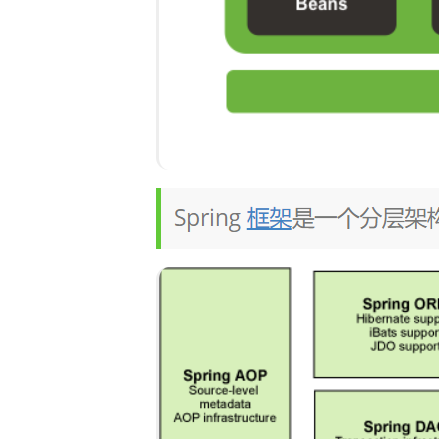 Beans
Spring 框架是一个分层架构
Spring AOP
Source-level
metadata
AOP infrastructure
Spring OR
Hibernate supp
iBats suppor
JDO support
Spring DA